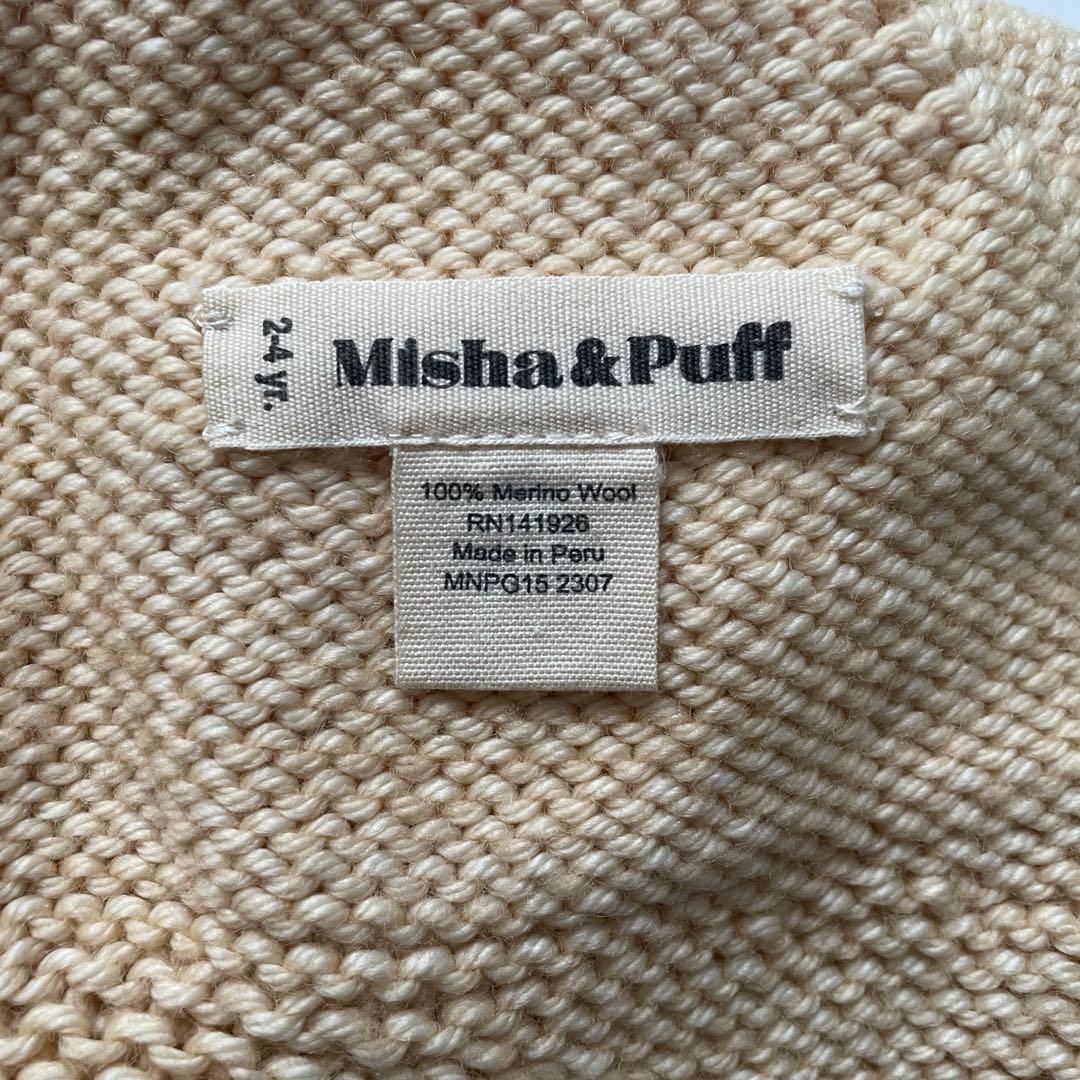 2-4 yr.
Misha & Puff
100% Merino Wool
RN141926
Made in Peru
MNPG15 2307